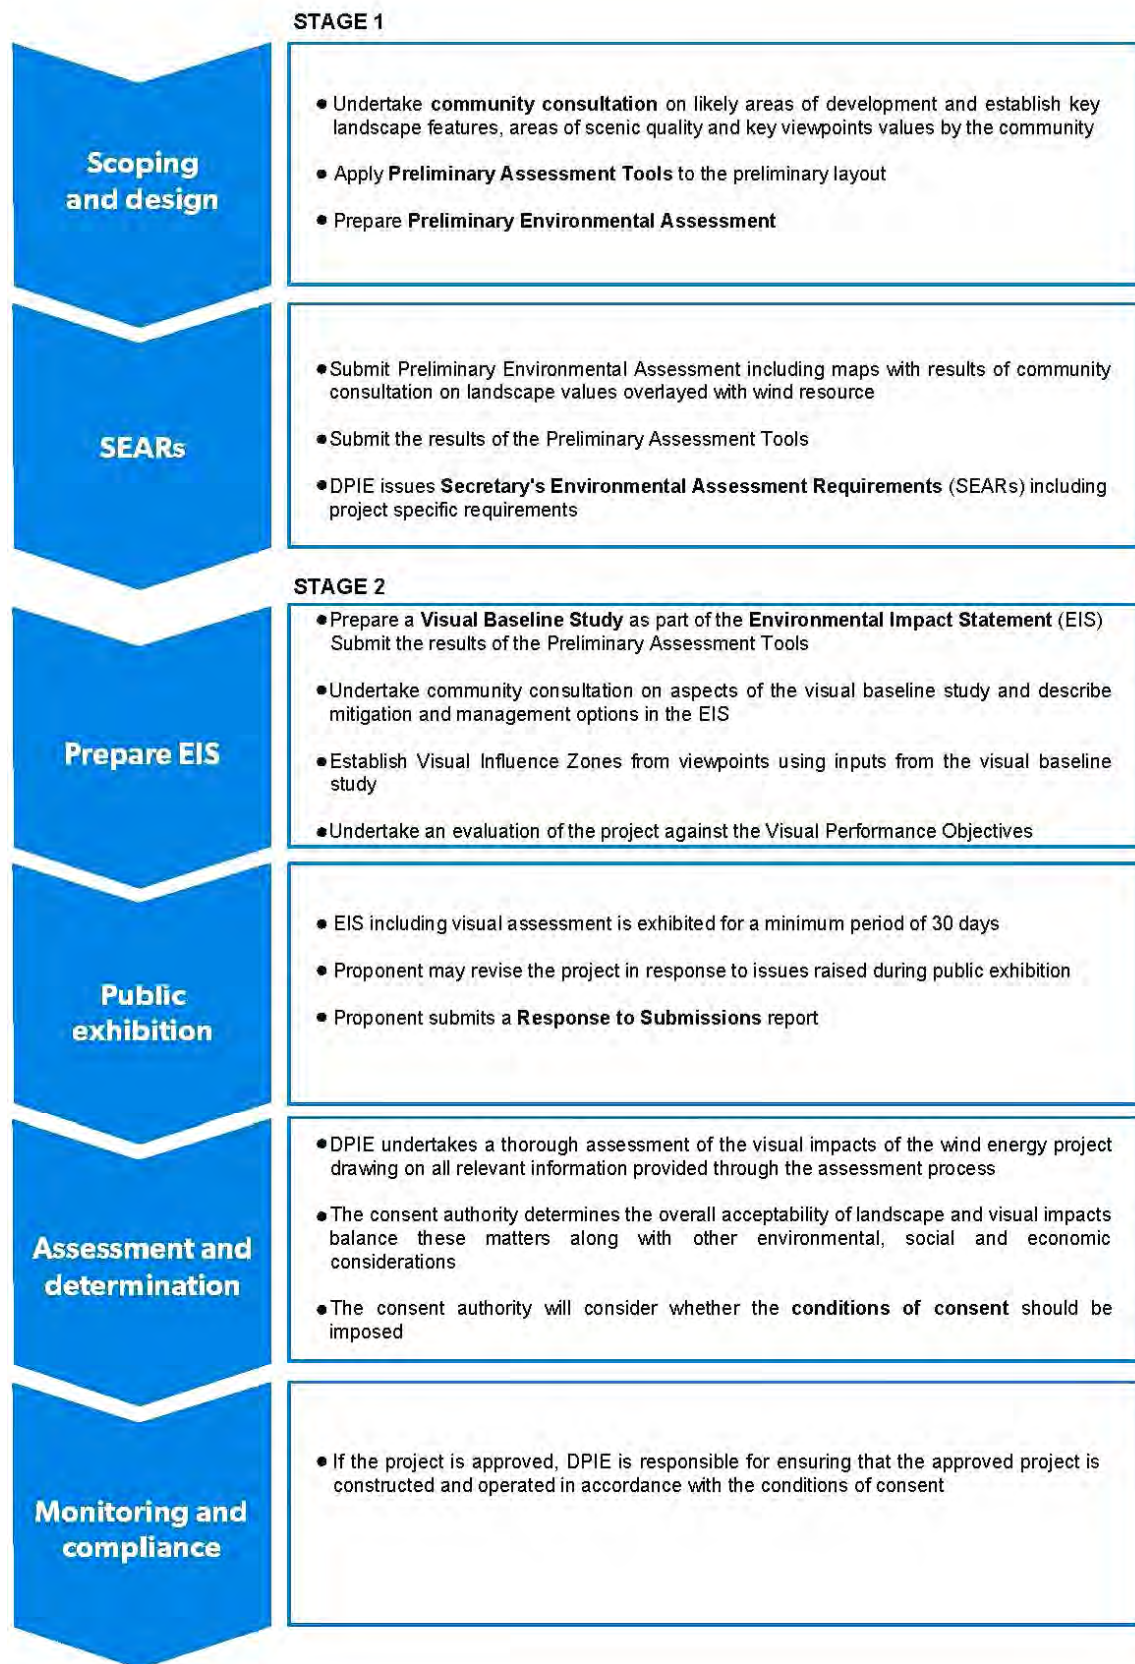 STAGE 1
Scoping
and design
● Undertake community consultation on likely areas of development and establish key
landscape features, areas of scenic quality and key viewpoints values by the community
● Apply Preliminary Assessment Tools to the preliminary layout
● Prepare Preliminary Environmental Assessment
SEARs
● Submit Preliminary Environmental Assessment including maps with results of community
consultation on landscape values overlayed with wind resource
● Submit the results of the Preliminary Assessment Tools
● DPIE issues Secretary's Environmental Assessment Requirements (SEARs) including
project specific requirements
STAGE 2
Prepare EIS
● Prepare a Visual Baseline Study as part of the Environmental Impact Statement (EIS)
Submit the results of the Preliminary Assessment Tools
● Undertake community consultation on aspects of the visual baseline study and describe
mitigation and management options in the EIS
● Establish Visual Influence Zones from viewpoints using inputs from the visual baseline
study
● Undertake an evaluation of the project against the Visual Performance Objectives
Public
exhibition
● EIS including visual assessment is exhibited for a minimum period of 30 days
● Proponent may revise the project in response to issues raised during public exhibition
● Proponent submits a Response to Submissions report
Assessment and
determination
● DPIE undertakes a thorough assessment of the visual impacts of the wind energy project
drawing on all relevant information provided through the assessment process
● The consent authority determines the overall acceptability of landscape and visual impacts
balance these matters along with other environmental, social and economic
considerations
● The consent authority will consider whether the conditions of consent should be
imposed
Monitoring and
compliance
● If the project is approved, DPIE is responsible for ensuring that the approved project is
constructed and operated in accordance with the conditions of consent